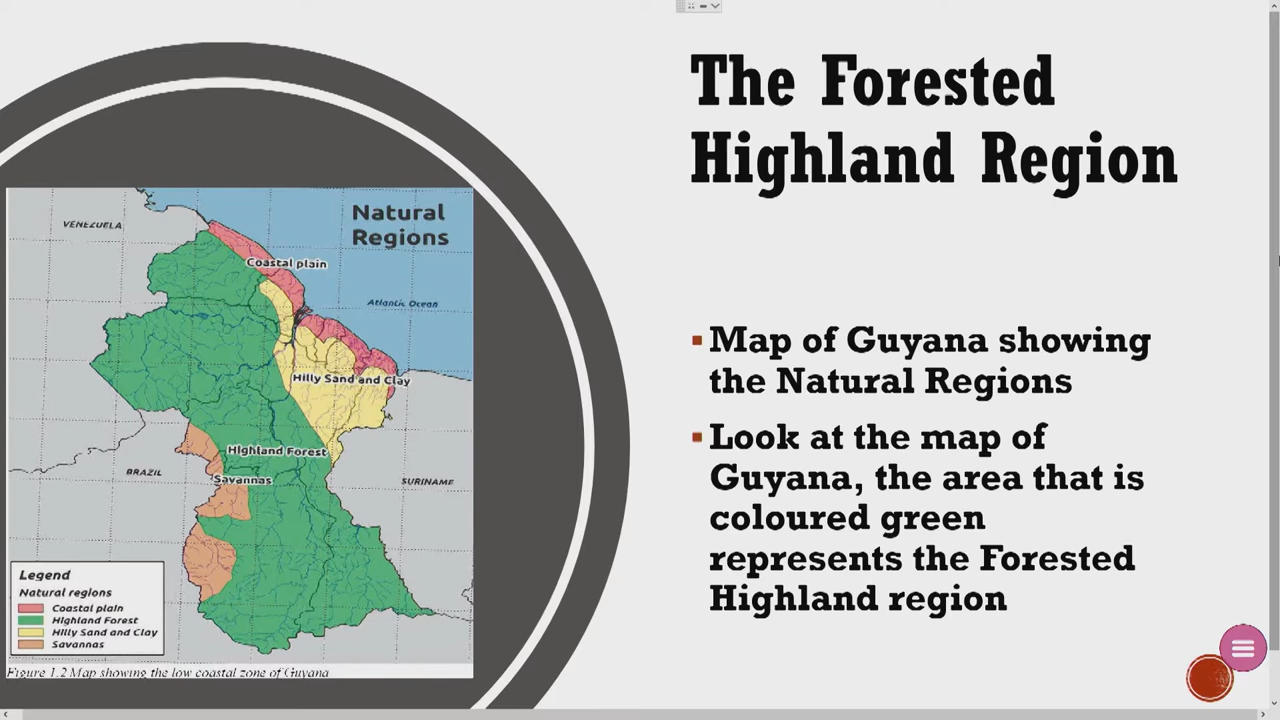 The Forested
Highland Region
Natural
Regions
VENEZUELA
Coastal plain
Atlantic Ocean
Hilly Sand and Clay
Highland Forest
BRAZIL
Savannas
SURINAME
Legend
Natural regions
Coastal plain
Highland Forest
Hilly Sand and Clay
Savannas
Figure 1.2 Map showing the low coastal zone of Guyana
▪Map of Guyana showing
the Natural Regions
▪Look at the map of
Guyana, the area that is
coloured green
represents the Forested
Highland region